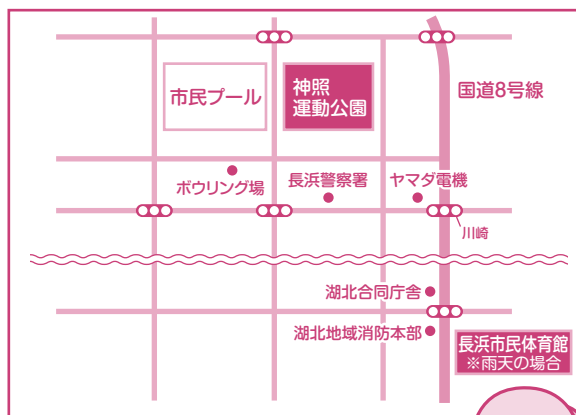 市民プール
神照
運動公園
国道8号線
ボウリング場
長浜警察署
ヤマダ電機
川崎
湖北合同庁舎
湖北地域消防本部
長浜市民体育館
※雨天の場合